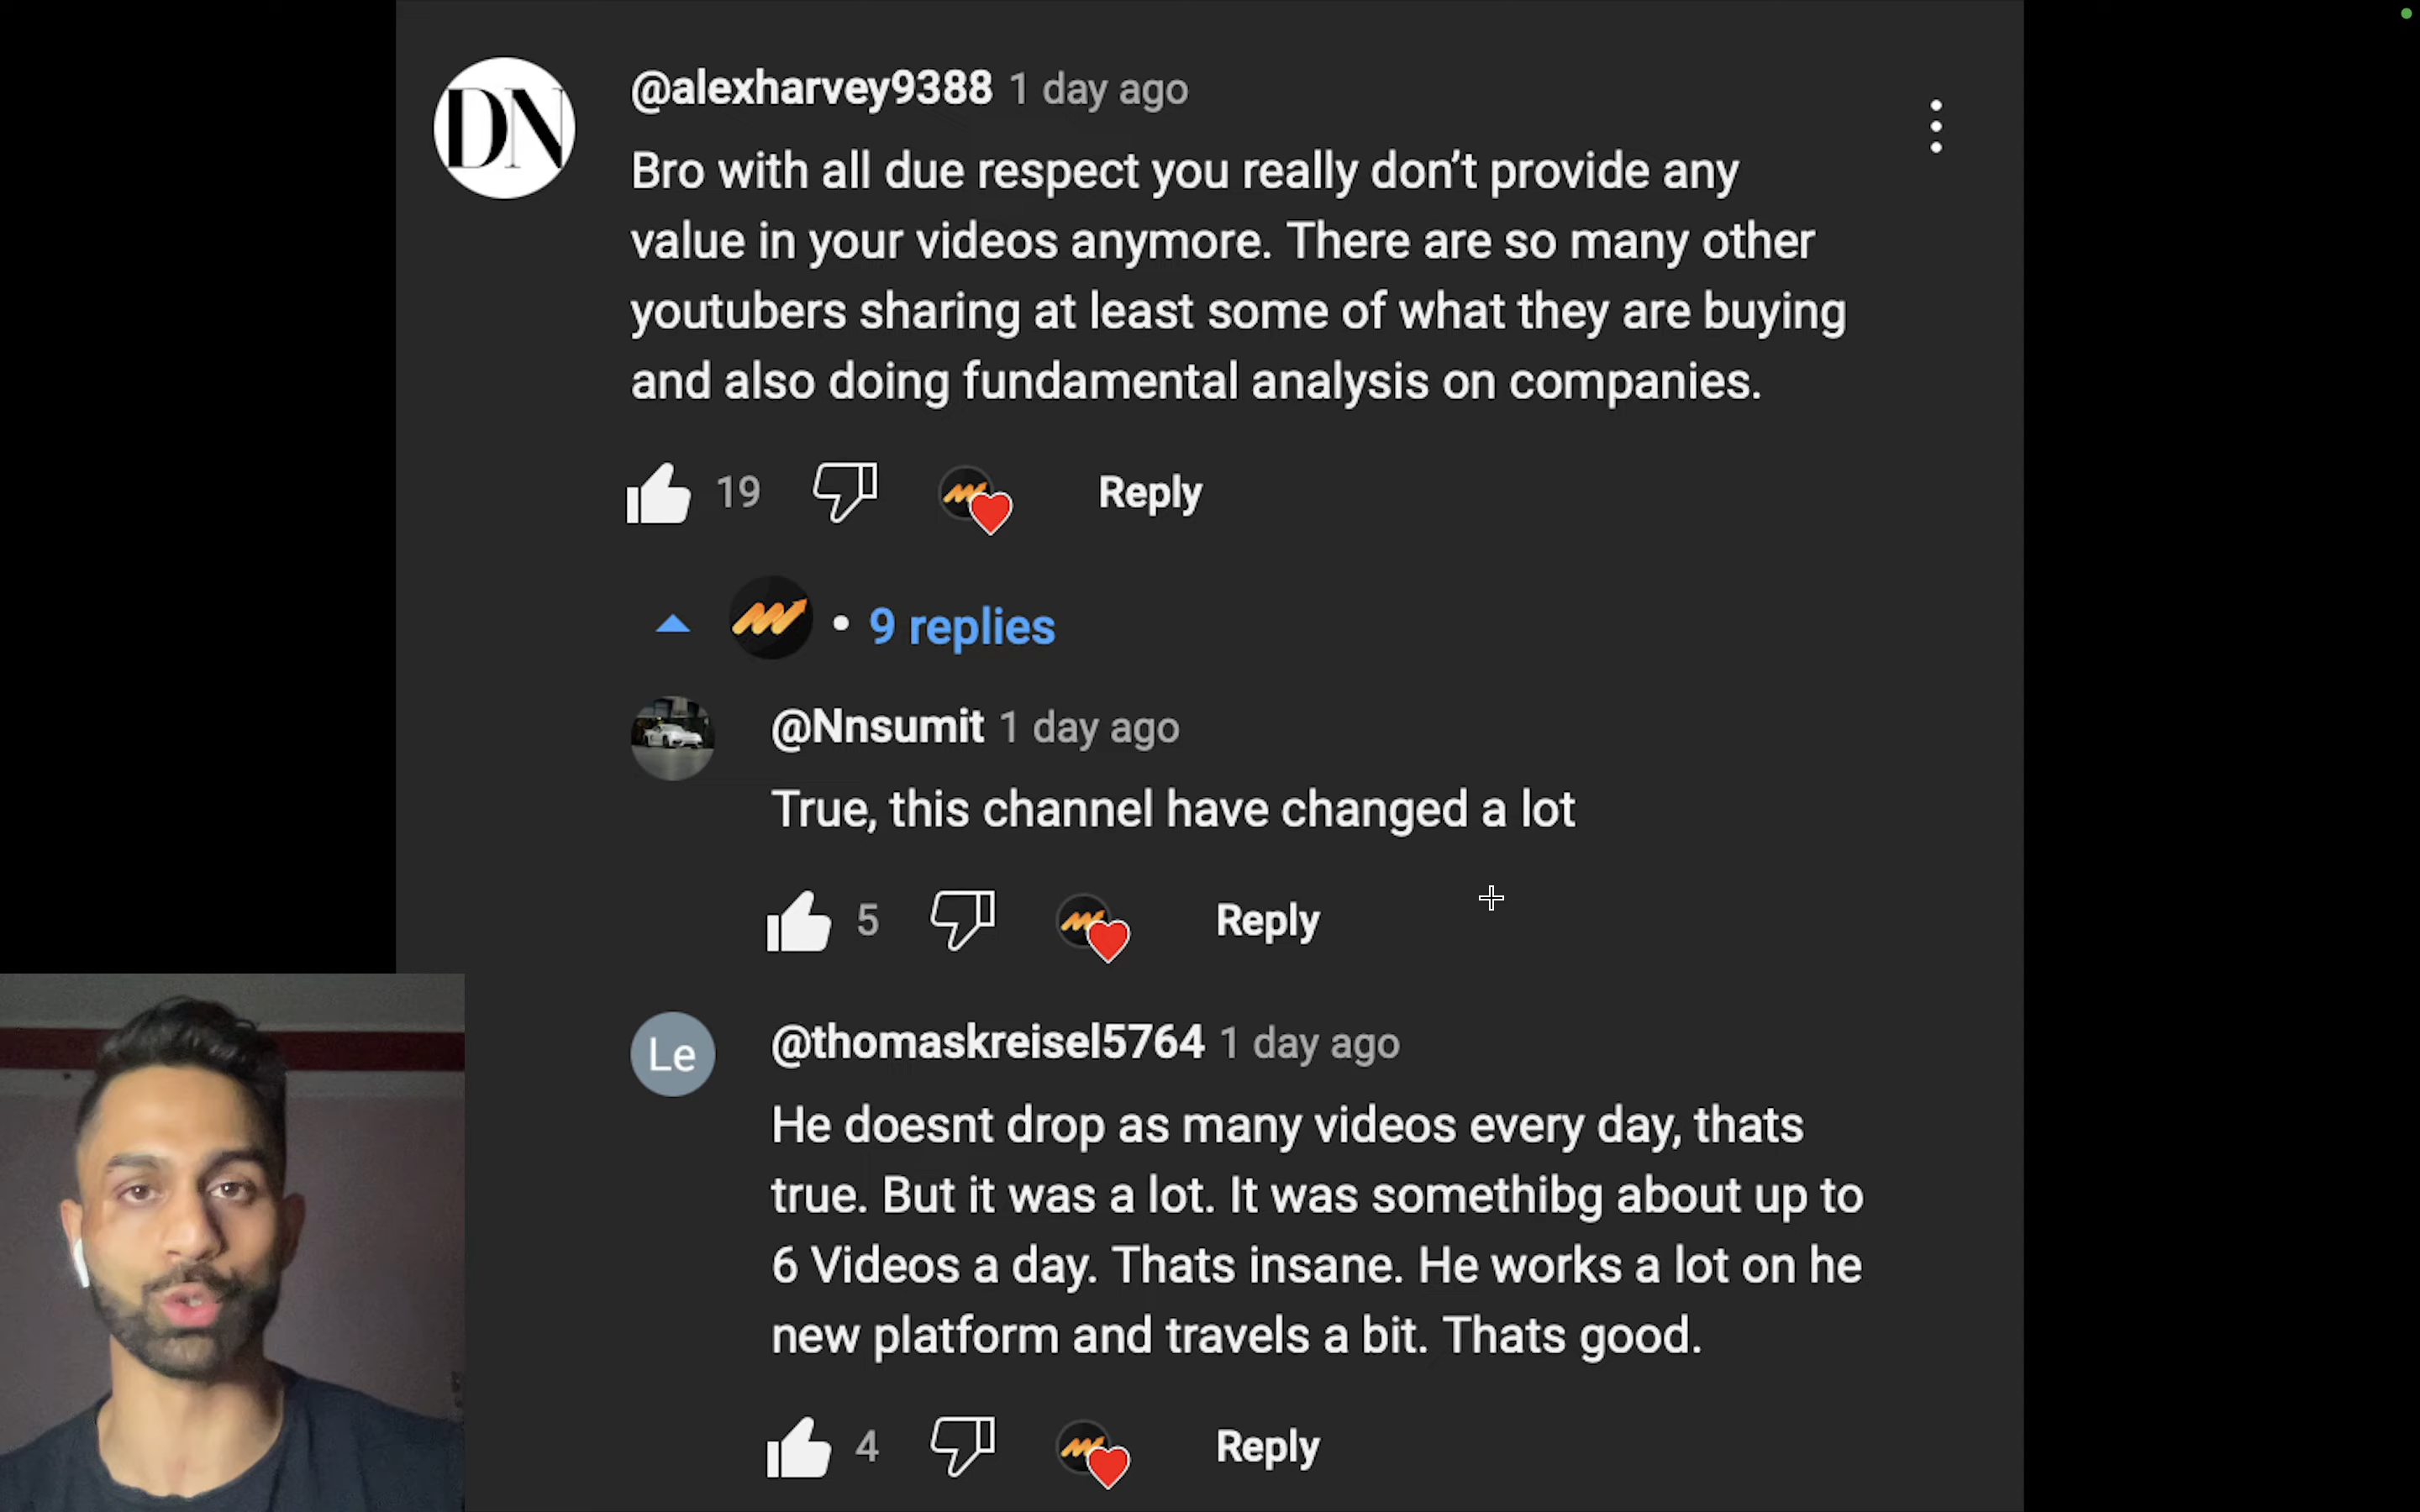 DN
@alexharvey9388 1 day ago
Bro with all due respect you really don’t provide any
value in your videos anymore. There are so many other
youtubers sharing at least some of what they are buying
and also doing fundamental analysis on companies.
19 Reply
• 9 replies
@Nnsumit 1 day ago
True, this channel have changed a lot
5 Reply
Le
@thomaskreisel5764 1 day ago
He doesnt drop as many videos every day, thats
true. But it was a lot. It was somethibg about up to
6 Videos a day. Thats insane. He works a lot on he
new platform and travels a bit. Thats good.
4 Reply